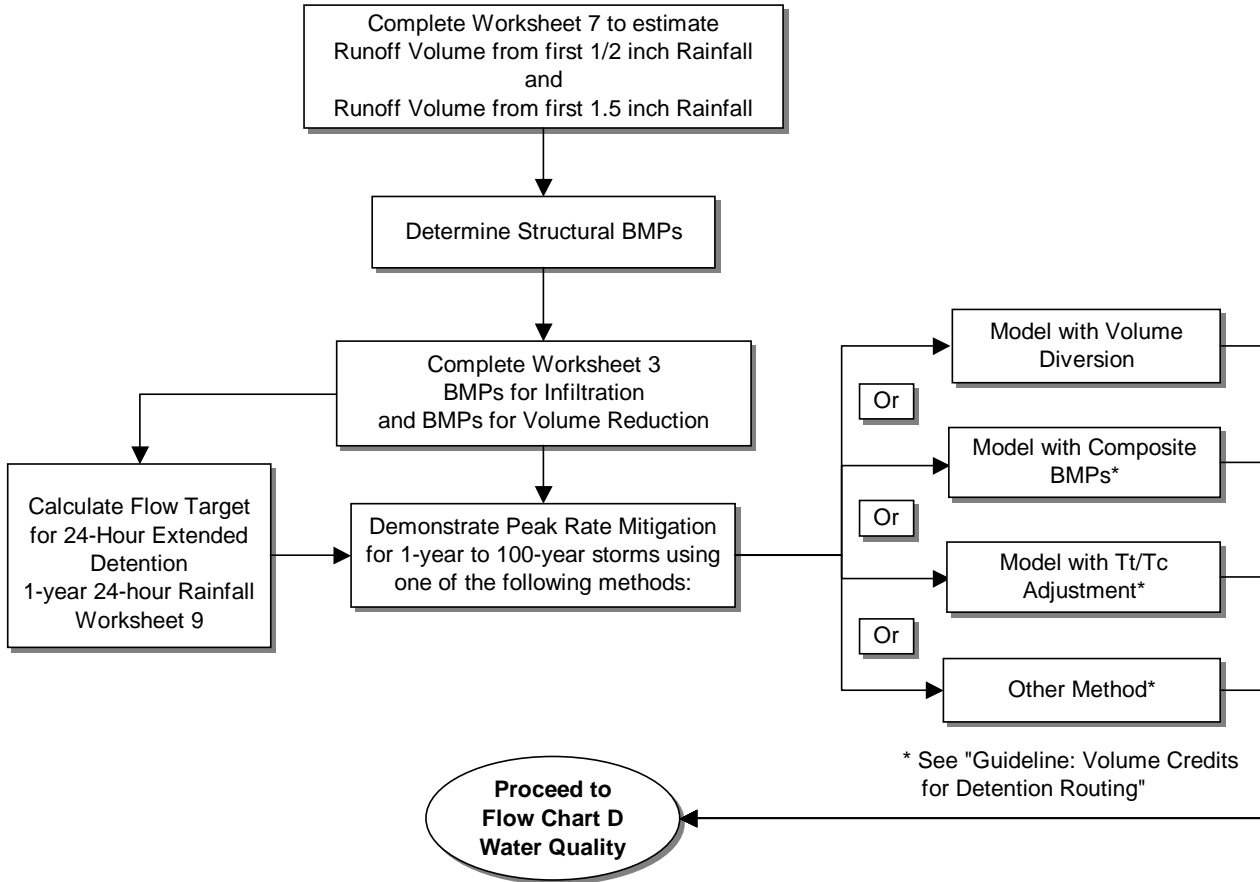 Complete Worksheet 7 to estimate
Runoff Volume from first 1/2 inch Rainfall
and
Runoff Volume from first 1.5 inch Rainfall
Determine Structural BMPs
Complete Worksheet 3
BMPs for Infiltration
and BMPs for Volume Reduction
Calculate Flow Target
for 24-Hour Extended
Detention
1-year 24-hour Rainfall
Worksheet 9
Demonstrate Peak Rate Mitigation
for 1-year to 100-year storms using
one of the following methods:
Model with Volume
Diversion
Or
Model with Composite
BMPs*
Or
Model with Tt/Tc
Adjustment*
Or
Other Method*
* See "Guideline: Volume Credits
for Detention Routing"
Proceed to
Flow Chart D
Water Quality